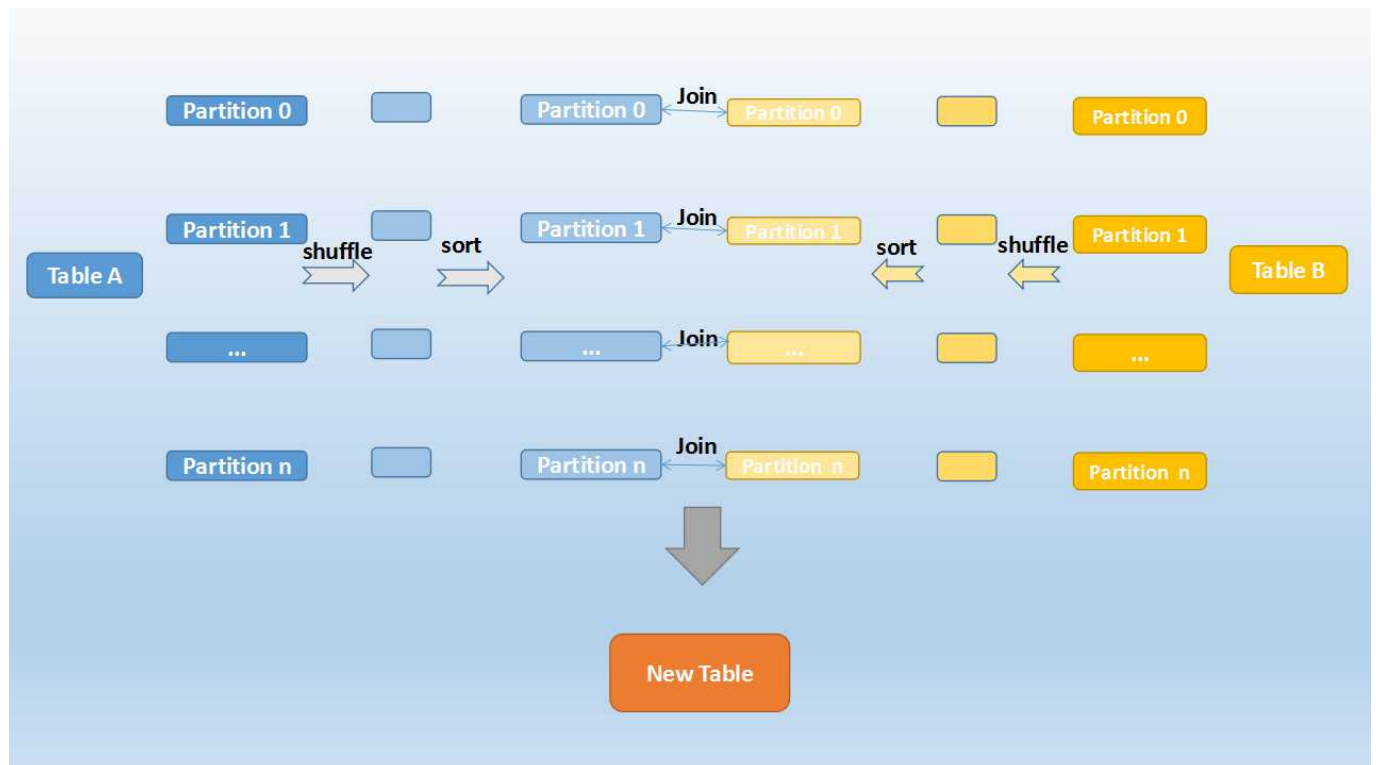 Partition 0
Partition 0
Join
Partition 0
Partition 0
Partition 1
Partition 1
Join
Partition 1
Partition 1
Table A
shuffle
sort
sort
shuffle
Table B
...
...
Join
...
...
Partition n
Partition n
Join
Partition n
Partition n
New Table